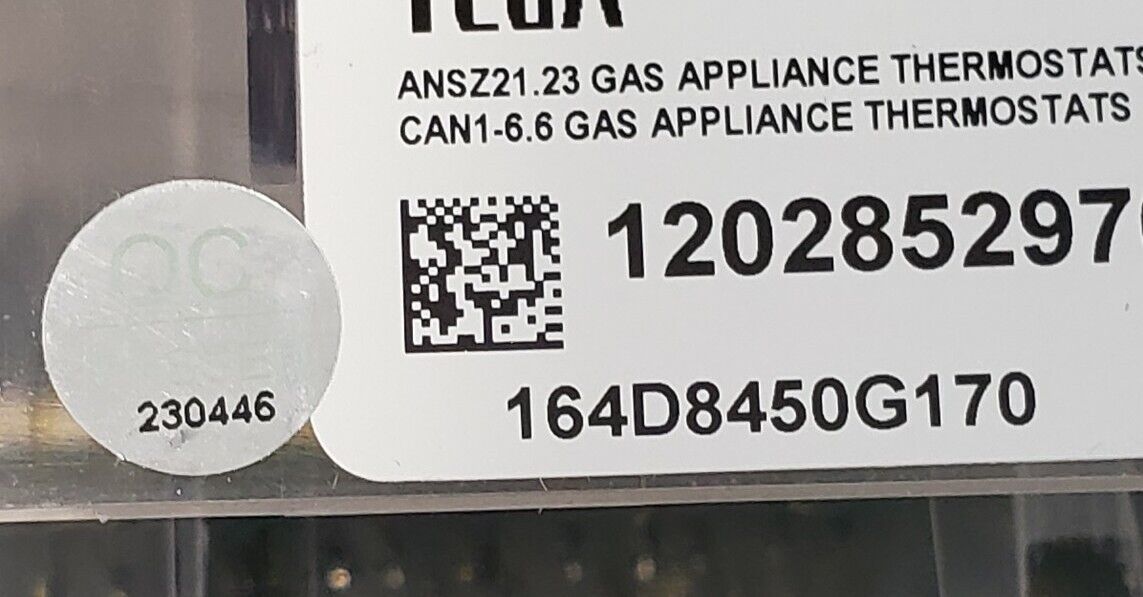 ANSZ21.23 GAS APPLIANCE THERMOSTATS
CAN1-6.6 GAS APPLIANCE THERMOSTATS
120285297
164D8450G170
QC
230446